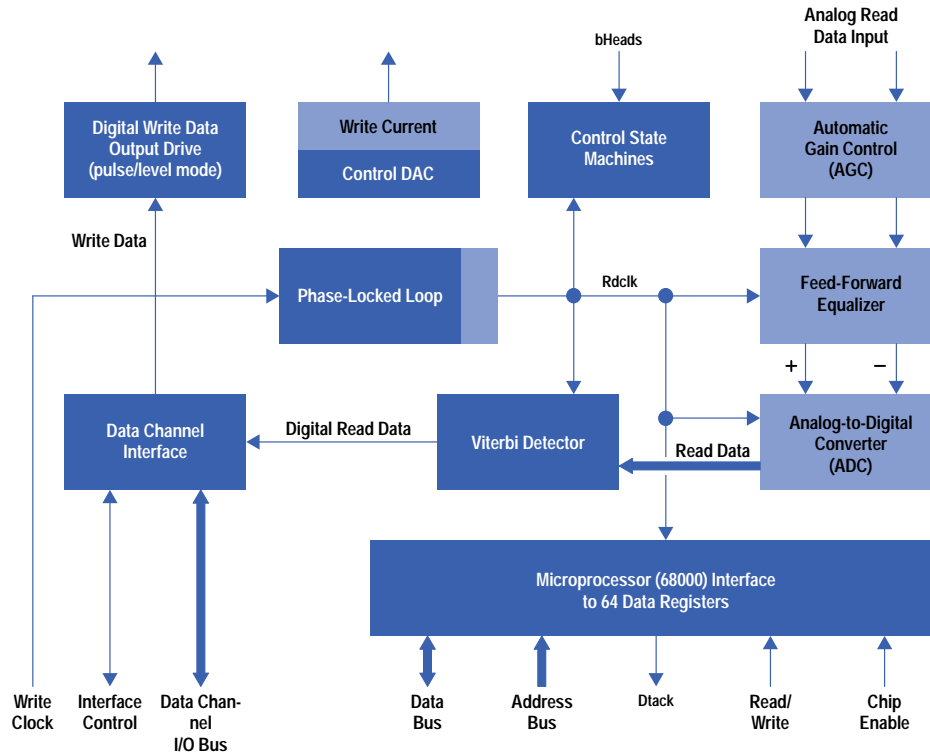 Analog Read
Data Input
bHeads
Digital Write Data
Output Drive
(pulse/level mode)
Write Current
Control DAC
Control State
Machines
Automatic
Gain Control
(AGC)
Write Data
Phase-Locked Loop
Rdclk
Feed-Forward
Equalizer
+
–
Data Channel
Interface
Digital Read Data
Viterbi Detector
Read Data
Analog-to-Digital
Converter
(ADC)
Microprocessor (68000) Interface
to 64 Data Registers
Write
Clock
Interface
Control
Data Chan-
nel
I/O Bus
Data
Bus
Address
Bus
Dtack
Read/
Write
Chip
Enable